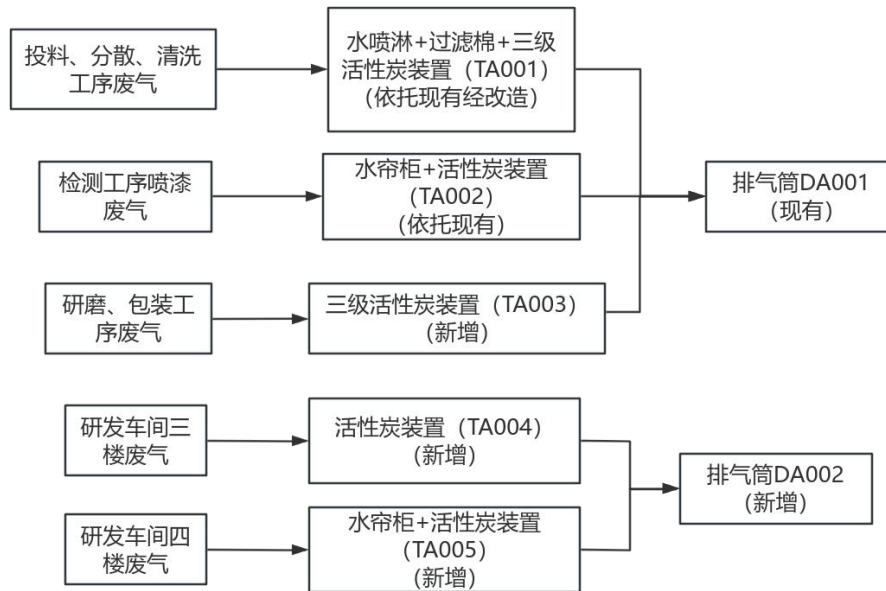 投料、分散、清洗
工序废气
水喷淋+过滤棉+三级
活性炭装置（TA001）
(依托现有经改造）
检测工序喷漆
废气
水帘柜+活性炭装置
（TA002）
(依托现有）
排气筒DA001
（现有）
研磨、包装工
序废气
三级活性炭装置（TA003）
（新增）
研发车间三
楼废气
活性炭装置（TA004）
（新增）
排气筒DA002
（新增）
研发车间四
楼废气
水帘柜+活性炭装置
（TA005）
（新增）